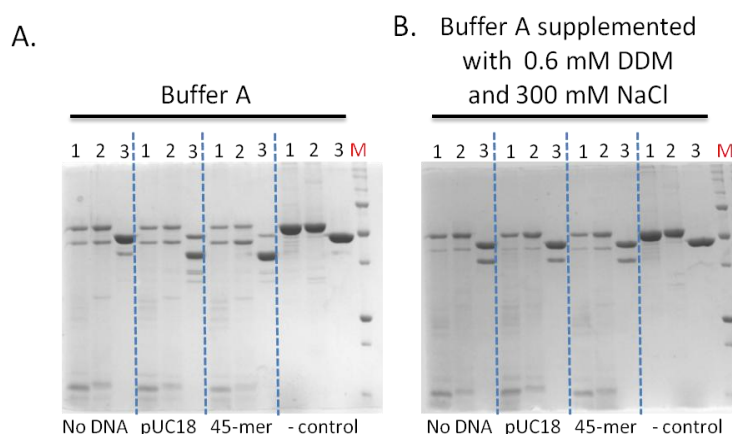 A.
Buffer A
1 2 3 1 2 3 1 2 3 1 2 3 M
No DNA pUC18 45-mer - control
B.
Buffer A supplemented
with 0.6 mM DDM
and 300 mM NaCl
1 2 3 1 2 3 1 2 3 1 2 3 M
No DNA pUC18 45-mer - control